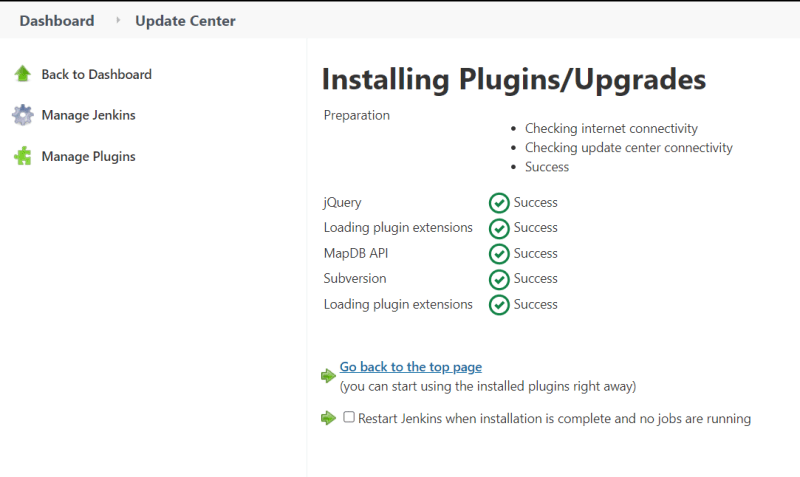 Dashboard Update Center
Back to Dashboard
Manage Jenkins
Manage Plugins
Installing Plugins/Upgrades
Preparation
Checking internet connectivity
Checking update center connectivity
Success
jQuery Success
Loading plugin extensions Success
MapDB API Success
Subversion Success
Loading plugin extensions Success
Go back to the top page
(you can start using the installed plugins right away)
Restart Jenkins when installation is complete and no jobs are running